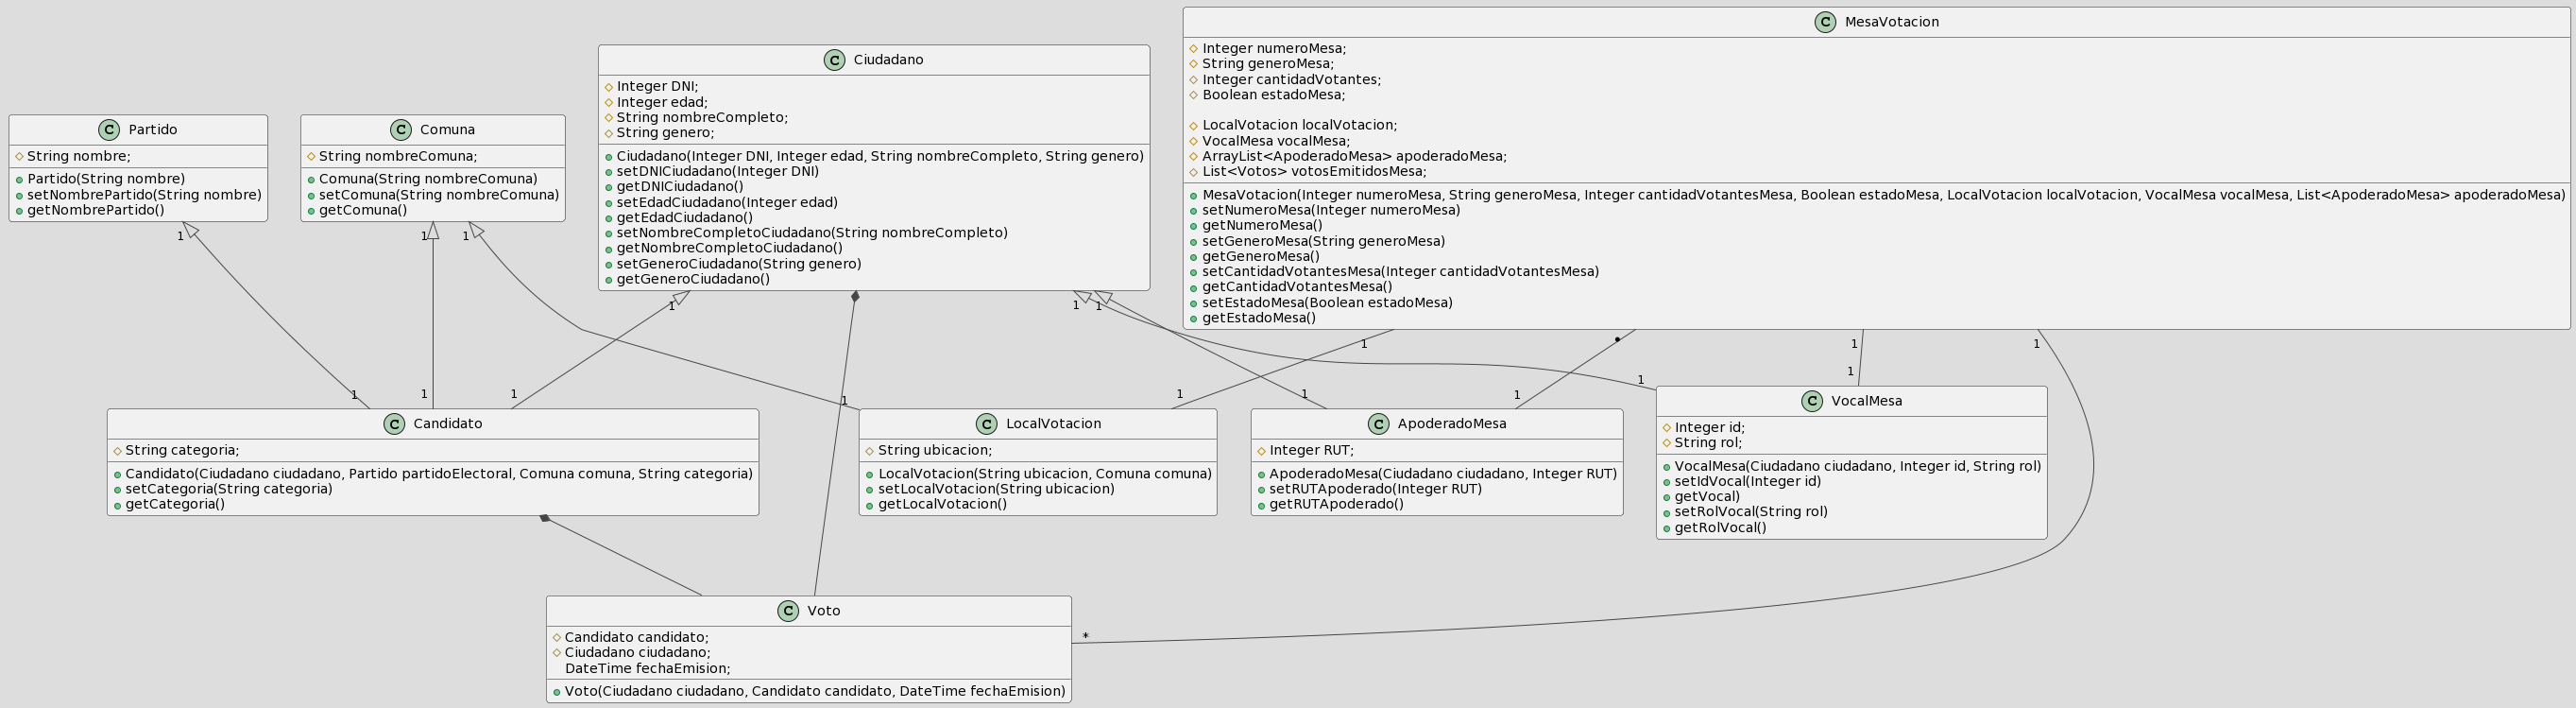 C MesaVotacion
Integer numeroMesa;
String generoMesa;
Integer cantidadVotantes;
Boolean estadoMesa;
LocalVotacion localVotacion;
VocalMesa vocalMesa;
ArrayList<ApoderadoMesa> apoderadoMesa;
List<Votos> votosEmitidosMesa;
MesaVotacion(Integer numeroMesa, String generoMesa, Integer cantidadVotantesMesa, Boolean estadoMesa, LocalVotacion localVotacion, VocalMesa vocalMesa, List<ApoderadoMesa> apoderadoMesa)
setNumeroMesa(Integer numeroMesa)
getNumeroMesa()
setGeneroMesa(String generoMesa)
getGeneroMesa()
setCantidadVotantesMesa(Integer cantidadVotantesMesa)
getCantidadVotantesMesa()
setEstadoMesa(Boolean estadoMesa)
getEstadoMesa()
C Ciudadano
Integer DNI;
Integer edad;
String nombreCompleto;
String genero;
Ciudadano(Integer DNI, Integer edad, String nombreCompleto, String genero)
setDNICiudadano(Integer DNI)
getDNICiudadano()
setEdadCiudadano(Integer edad)
getEdadCiudadano()
setNombreCompletoCiudadano(String nombreCompleto)
getNombreCompletoCiudadano()
setGeneroCiudadano(String genero)
getGeneroCiudadano()
C Partido
String nombre;
Partido(String nombre)
setNombrePartido(String nombre)
getNombrePartido()
C Comuna
String nombreComuna;
Comuna(String nombreComuna)
setComuna(String nombreComuna)
getComuna()
1
1
1
1
1
1
1
*
1
1
1
1
1
1
1
1
1
1
1
C Candidato
String categoria;
Candidato(Ciudadano ciudadano, Partido partidoElectoral, Comuna comuna, String categoria)
setCategoria(String categoria)
getCategoria()
C LocalVotacion
String ubicacion;
LocalVotacion(String ubicacion, Comuna comuna)
setLocalVotacion(String ubicacion)
getLocalVotacion()
C ApoderadoMesa
Integer RUT;
ApoderadoMesa(Ciudadano ciudadano, Integer RUT)
setRUTApoderado(Integer RUT)
getRUTApoderado()
C VocalMesa
Integer id;
String rol;
VocalMesa(Ciudadano ciudadano, Integer id, String rol)
setIdVocal(Integer id)
getVocal)
setRolVocal(String rol)
getRolVocal()
C Voto
Candidato candidato;
Ciudadano ciudadano;
DateTime fechaEmision;
Voto(Ciudadano ciudadano, Candidato candidato, DateTime fechaEmision)
*